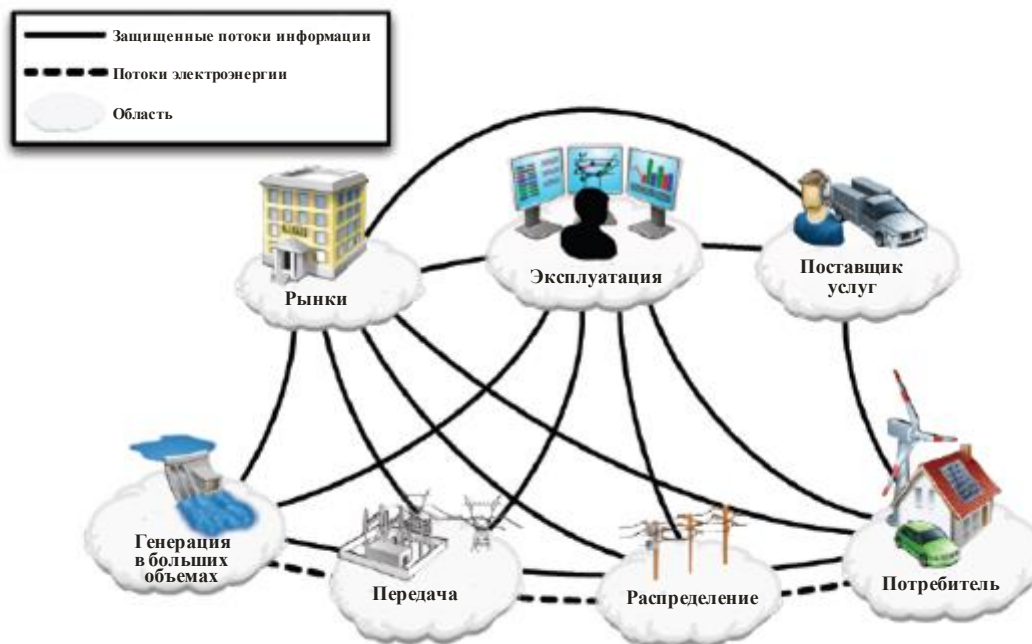 Защищенные потоки информации
Потоки электроэнергии
Область
Рынки
Эксплуатация
Поставщик
услуг
Генерация
в больших
объемах
Передача
Распределение
Потребитель